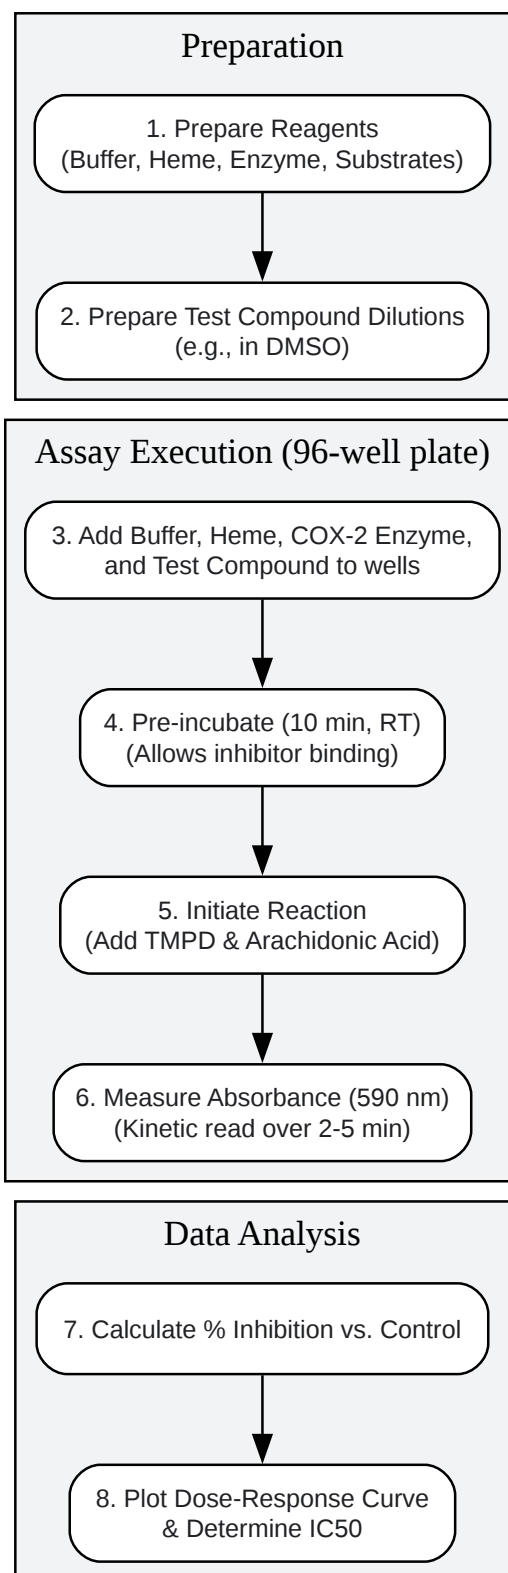 Preparation
1. Prepare Reagents
(Buffer, Heme, Enzyme, Substrates)
2. Prepare Test Compound Dilutions
(e.g., in DMSO)
Assay Execution (96-well plate)
3. Add Buffer, Heme, COX-2 Enzyme,
and Test Compound to wells
4. Pre-incubate (10 min, RT)
(Allows inhibitor binding)
5. Initiate Reaction
(Add TMPD & Arachidonic Acid)
6. Measure Absorbance (590 nm)
(Kinetic read over 2-5 min)
Data Analysis
7. Calculate % Inhibition vs. Control
8. Plot Dose-Response Curve
& Determine IC50